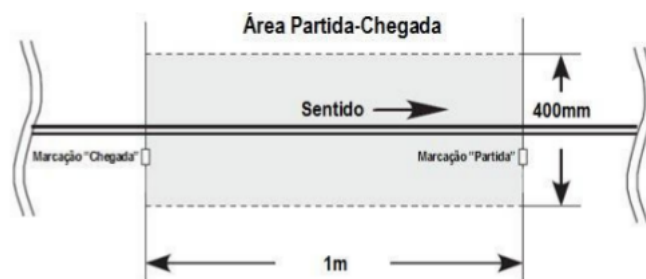 Área Partida-Chegada
Sentido
400mm
Marcação "Chegada"
Marcação "Partida"
1m